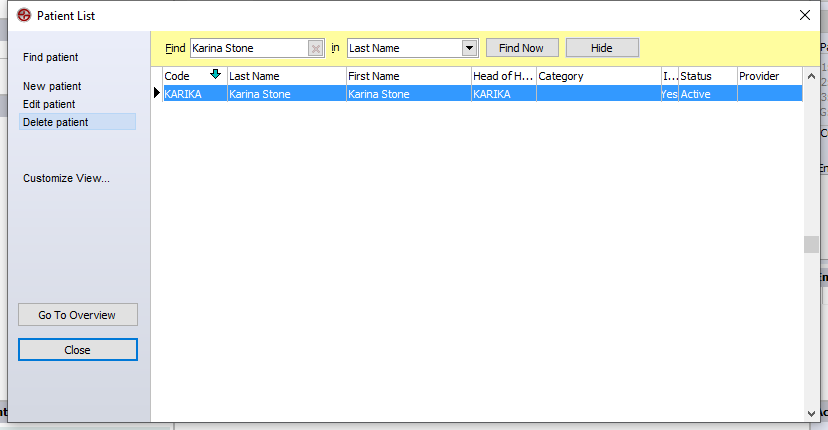 Patient List
Find patient
New patient
Edit patient
Delete patient
Customize View...
Go To Overview
Close
Find Karina Stone in Last Name Find Now Hide
Code Last Name First Name Head of H... Category I... Status Provider
KARIKA Karina Stone Karina Stone KARIKA Yes Active